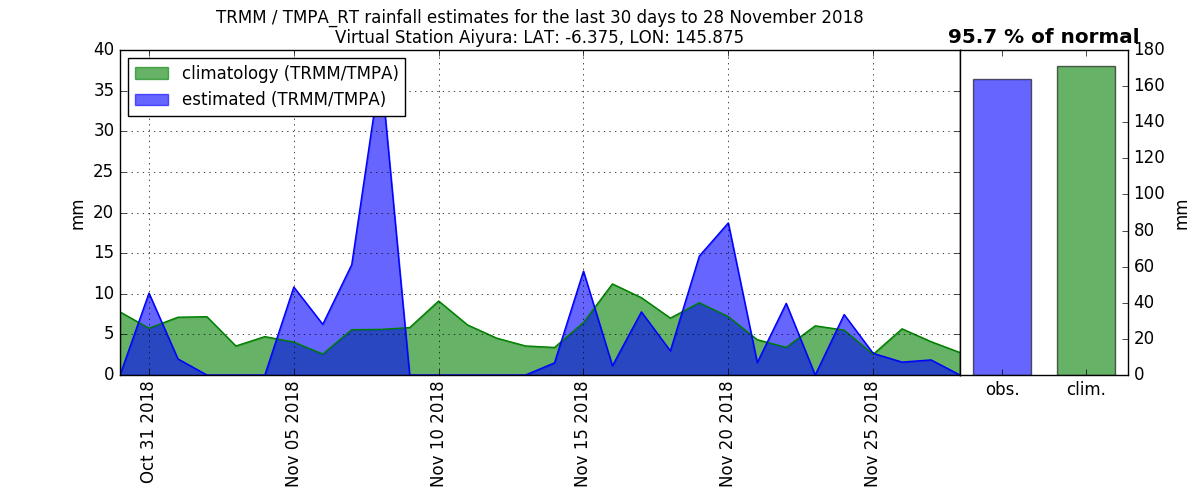 TRMM / TMPA_RT rainfall estimates for the last 30 days to 28 November 2018
Virtual Station Aiyura: LAT: -6.375, LON: 145.875
95.7 % of normal
climatology (TRMM/TMPA)
estimated (TRMM/TMPA)
mm
40
35
30
25
20
15
10
5
0
Oct 31 2018
Nov 05 2018
Nov 10 2018
Nov 15 2018
Nov 20 2018
Nov 25 2018
obs.
clim.
180
160
140
120
100
80
60
40
20
0
mm